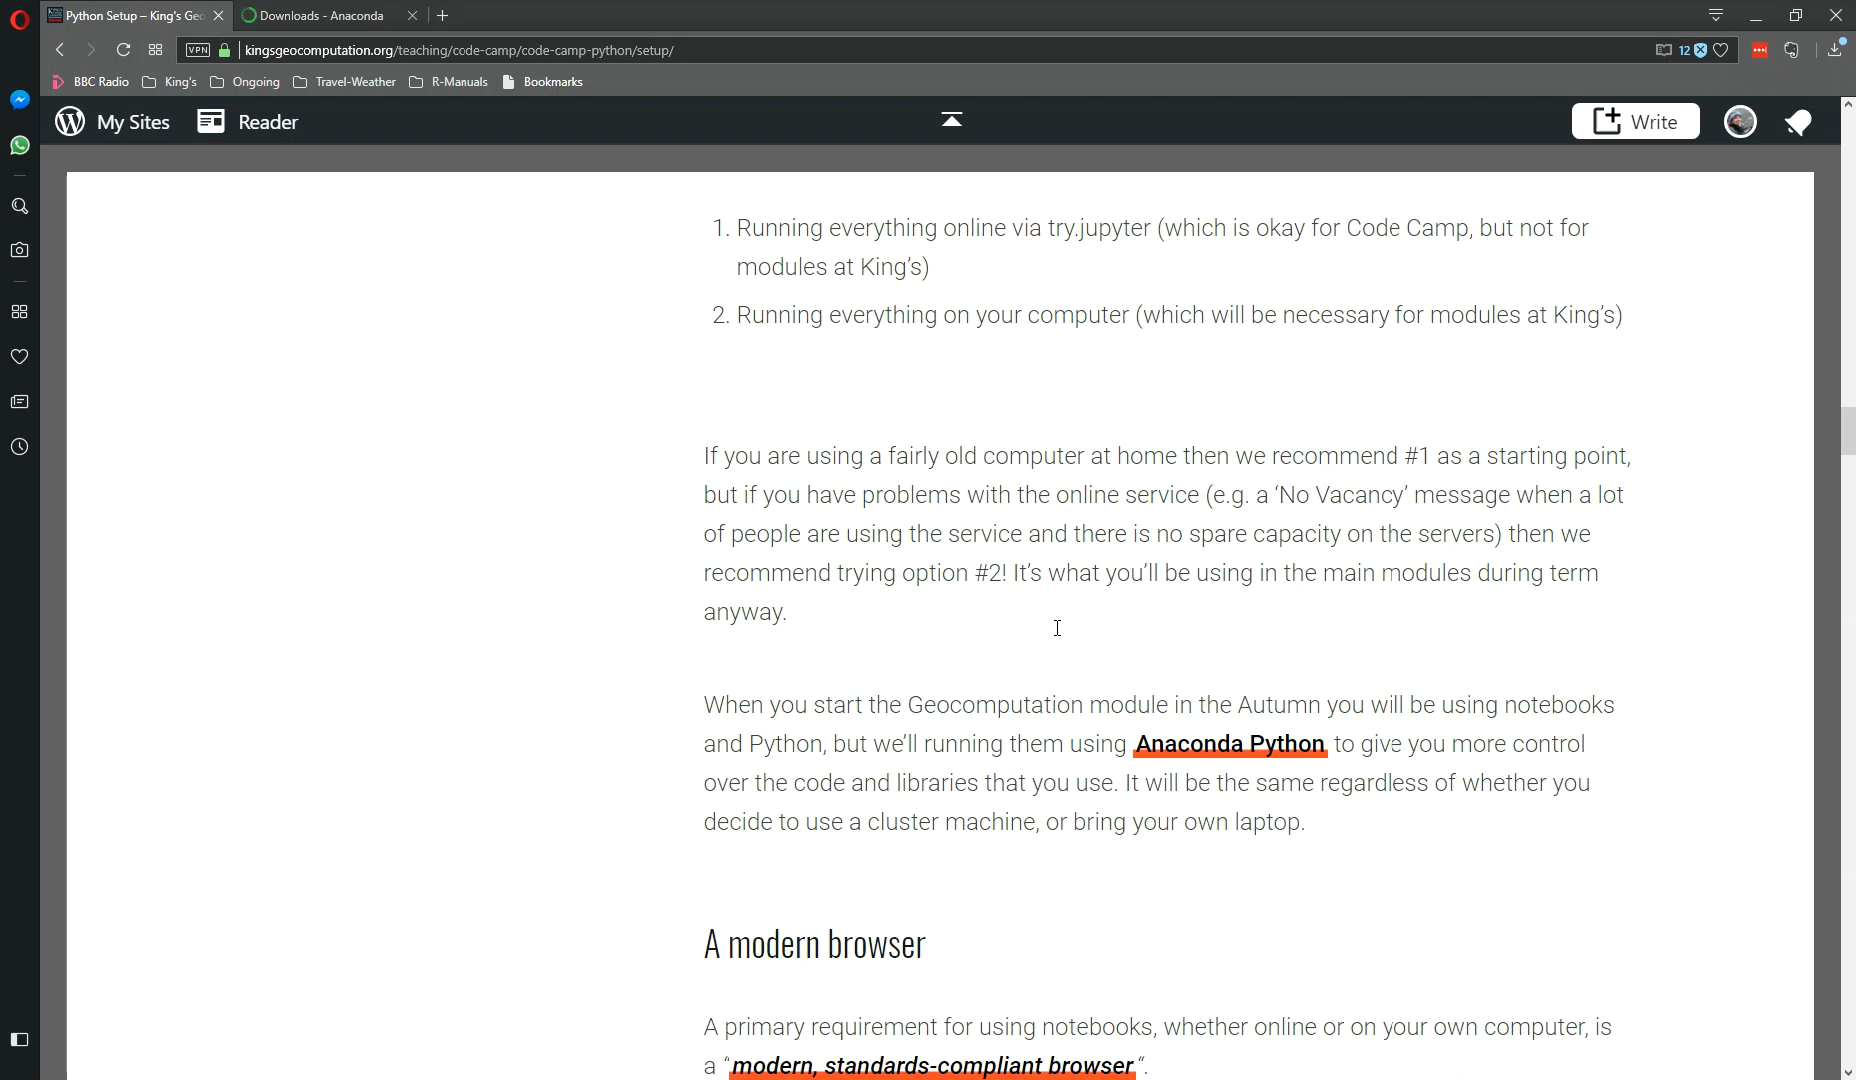 Python Setup – King's Geo
Downloads - Anaconda
VPN
kingsgeocomputation.org/teaching/code-camp/code-camp-python/setup/
12
BBC Radio
King's
Ongoing
Travel-Weather
R-Manuals
Bookmarks
My Sites
Reader
Write
1. Running everything online via try.jupyter (which is okay for Code Camp, but not for
modules at King’s)
2. Running everything on your computer (which will be necessary for modules at King’s)
If you are using a fairly old computer at home then we recommend #1 as a starting point,
but if you have problems with the online service (e.g. a ‘No Vacancy’ message when a lot
of people are using the service and there is no spare capacity on the servers) then we
recommend trying option #2! It’s what you’ll be using in the main modules during term
anyway.
When you start the Geocomputation module in the Autumn you will be using notebooks
and Python, but we’ll running them using Anaconda Python to give you more control
over the code and libraries that you use. It will be the same regardless of whether you
decide to use a cluster machine, or bring your own laptop.
A modern browser
A primary requirement for using notebooks, whether online or on your own computer, is
a “modern, standards-compliant browser“.